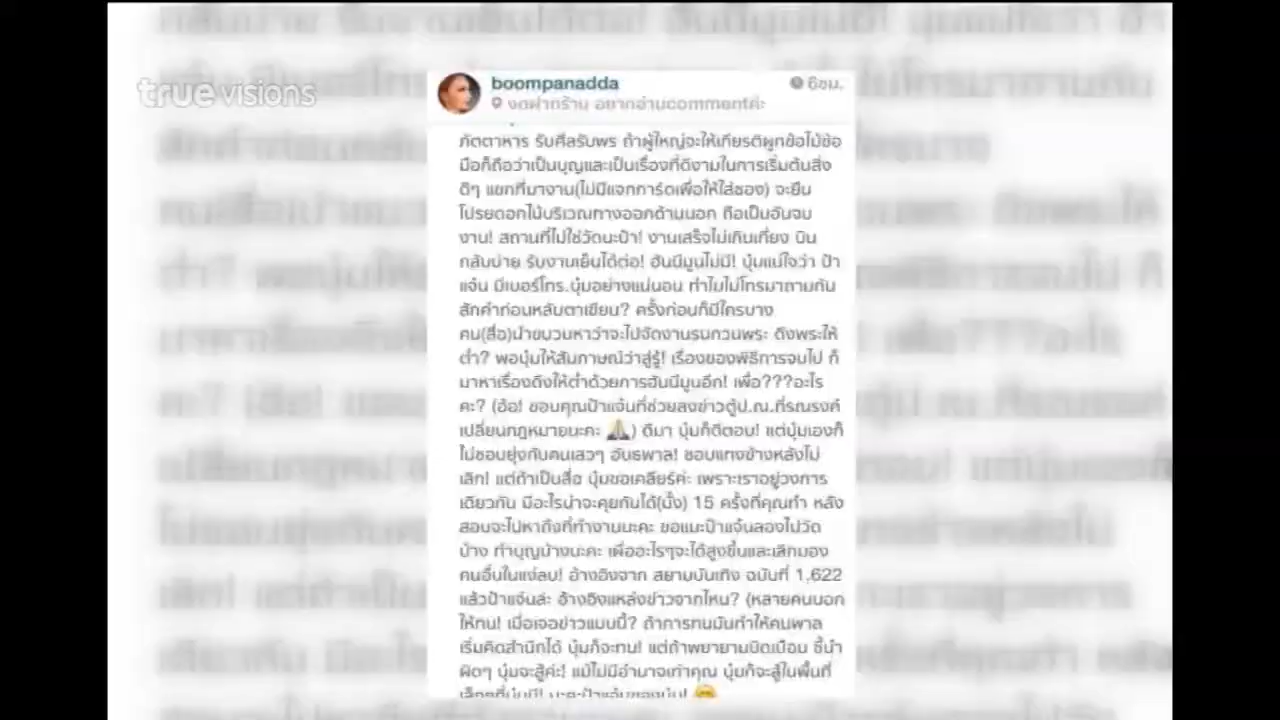 true visions
boompanadda
6ชม.
งดฝากร้าน อยากอ่านcommentค่ะ
ภัตตาหาร รับศีลรับพร ถ้าผู้ใหญ่จะให้เกียรติผูกข้อไม้ข้อ
มือก็ถือว่าเป็นบุญและเป็นเรื่องที่ดีงามในการเริ่มต้นสิ่ง
ดีๆ แขกที่มางาน(ไม่มีแจกการ์ดเพื่อให้ใส่ซอง) จะยืน
โปรยดอกไม้บริเวณทางออกด้านนอก ถือเป็นอันจบ
งาน! สถานที่ไม่ใช่วัดนะป้า! งานเสร็จไม่เกินเที่ยง บิน
กลับบ่าย รับงานเย็นได้ต่อ! ฮันนีมูนไม่มี! บุ๋มแน่ใจว่า ป้า
แจ๋น มีเบอร์โทร.บุ๋มอย่างแน่นอน ทำไมไม่โทรมาถามกัน
สักคำก่อนหลับตาเขียน? ครั้งก่อนก็มีใครบาง
คน(สื่อ)นำขบวนหาว่าจะไปจัดงานรบกวนพระ ดึงพระให้
ต่ำ? พอบุ๋มให้สัมภาษณ์ว่าสู่รู้! เรื่องของพิธีการจบไป ก็
มาหาเรื่องดึงให้ต่ำด้วยการฮันนีมูนอีก! เพื่อ???อะไร
คะ? (อ้อ! ขอบคุณป้าแจ๋นที่ช่วยลงข่าวตู้ป.ณ.ที่รณรงค์
เปลี่ยนกฎหมายนะคะ 🙏) ดีมา บุ๋มก็ดีตอบ! แต่บุ๋มเองก็
ไม่ชอบยุ่งกับคนเลวๆ อันธพาล! ชอบแทงข้างหลังไม่
เลิก! แต่ถ้าเป็นสื่อ บุ๋มขอเคลียร์ค่ะ เพราะเราอยู่วงการ
เดียวกัน มีอะไรน่าจะคุยกันได้(มั้ง) 15 ครั้งที่คุณทำ หลัง
สอบจะไปหาถึงที่ทำงานนะคะ ขอแนะป้าแจ๋นลองไปวัด
บ้าง ทำบุญบ้างนะคะ เผื่ออะไรๆจะได้สูงขึ้นและเลิกมอง
คนอื่นในแง่ลบ! อ้างอิงจาก สยามบันเทิง ฉบับที่ 1,622
แล้วป้าแจ๋นล่ะ อ้างอิงแหล่งข่าวจากไหน? (หลายคนบอก
ให้ทน! เมื่อเจอข่าวแบบนี้? ถ้าการทนมันทำให้คนพาล
เริ่มคิดสำนึกได้ บุ๋มก็จะทน! แต่ถ้าพยายามบิดเบือน ชี้นำ
ผิดๆ บุ๋มจะสู้ค่ะ! แม้ไม่มีอำนาจเท่าคุณ บุ๋มก็จะสู้ในพื้นที่
เล็กๆที่บุ๋มมี! นะคะป้าแจ๋นของบุ๋ม!